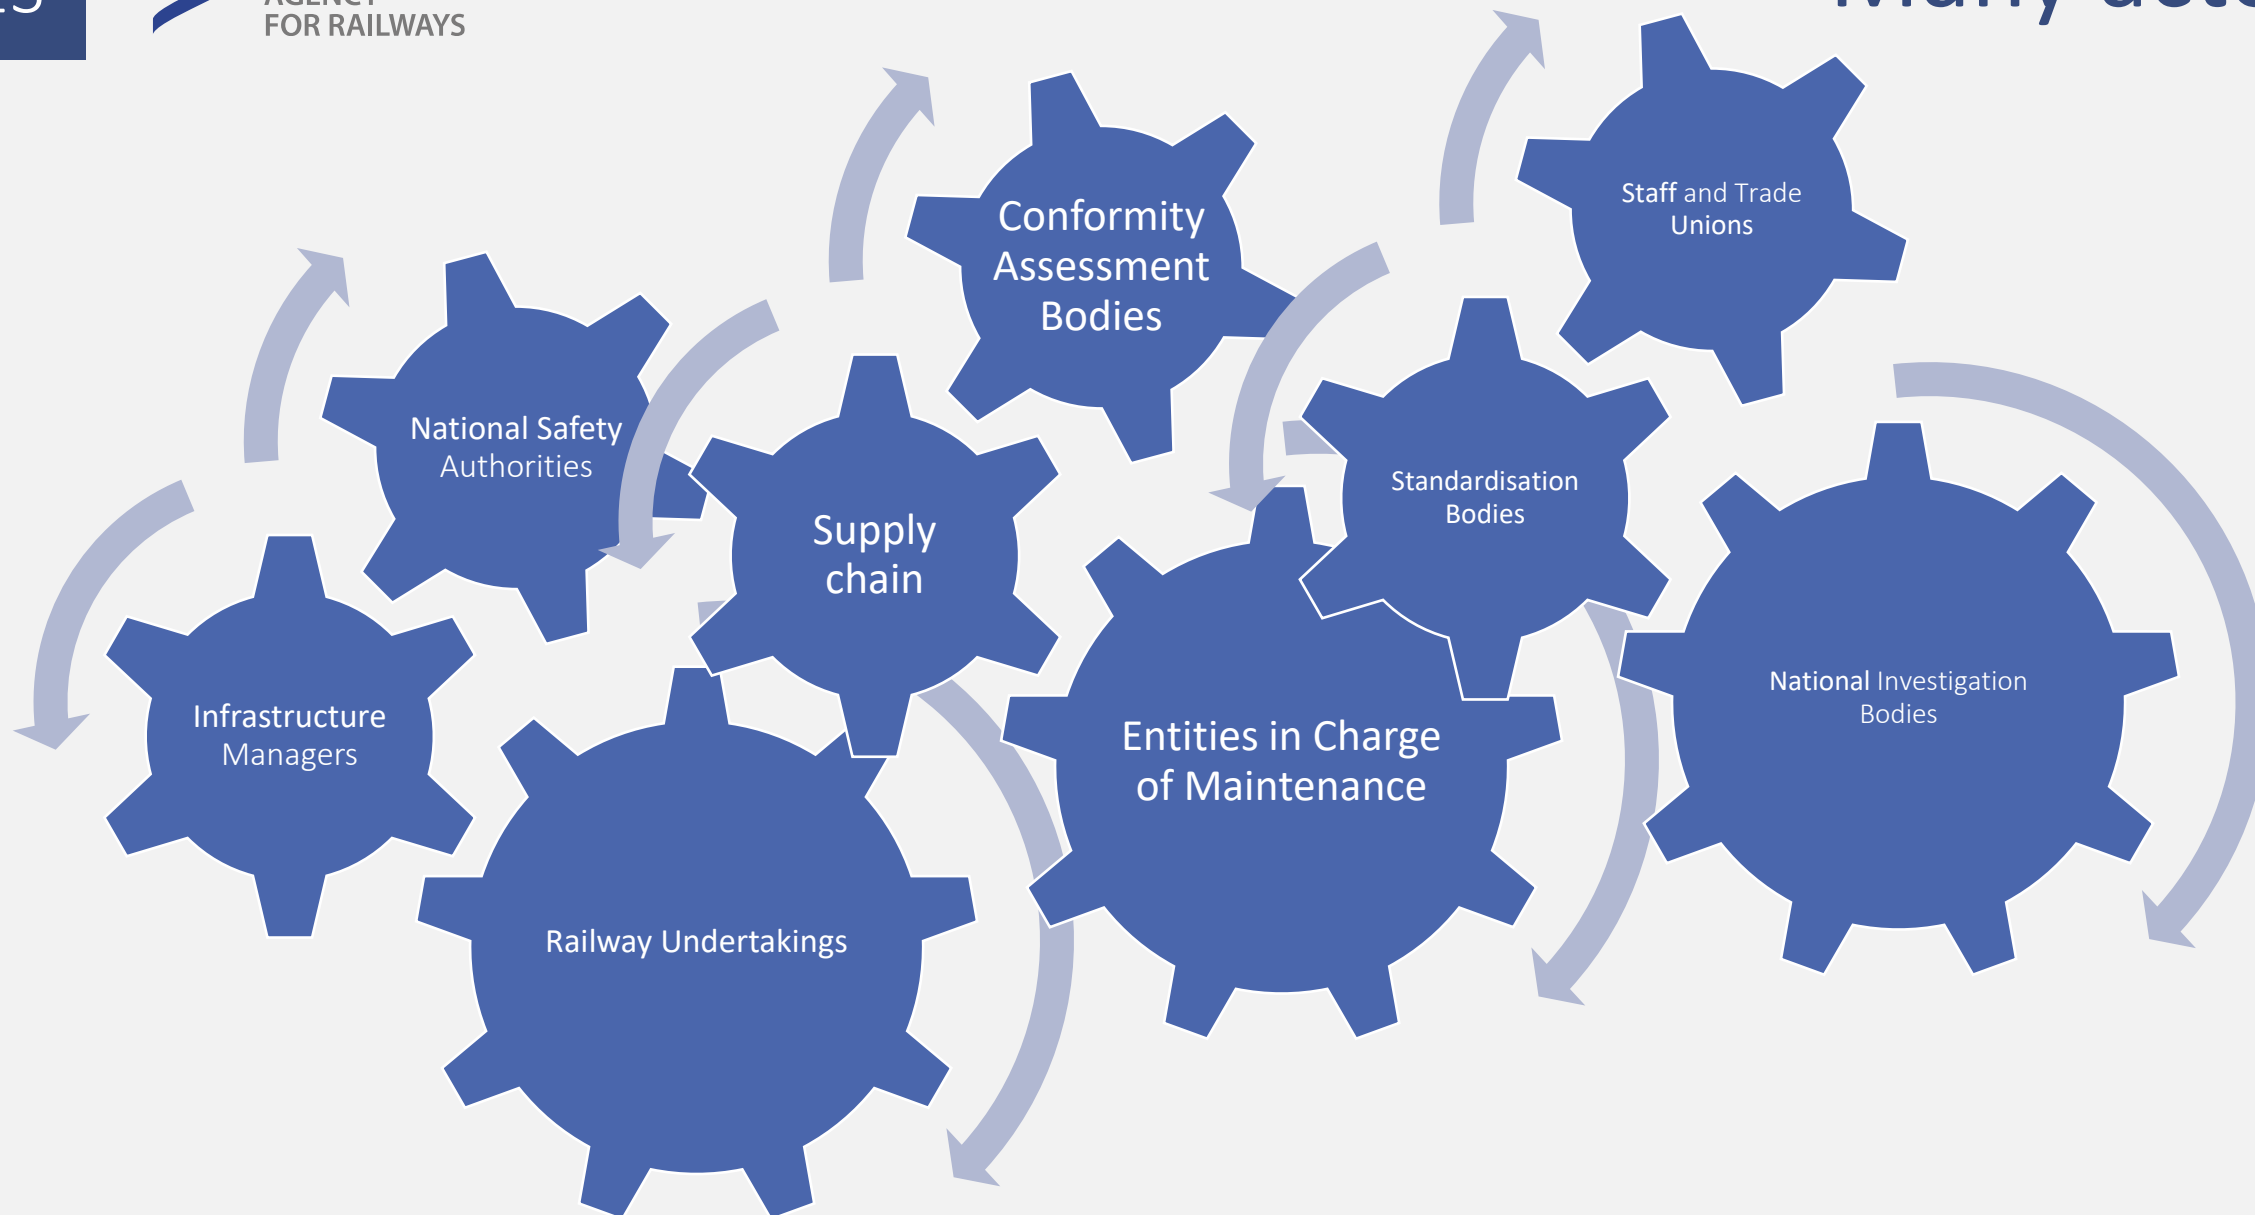 FOR RAILWAYS
Conformity
Assessment
Bodies
Staff and Trade
Unions
National Safety
Authorities
Supply
chain
Standardisation
Bodies
Infrastructure
Managers
Entities in Charge
of Maintenance
National Investigation
Bodies
Railway Undertakings